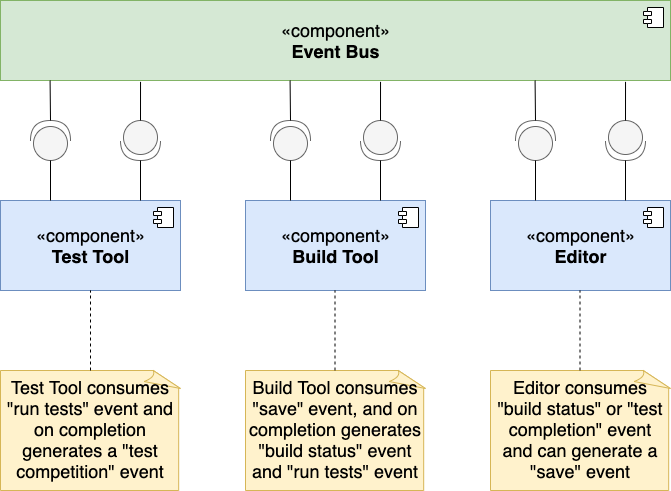 «component»
Event Bus
«component»
Test Tool
«component»
Build Tool
«component»
Editor
Test Tool consumes
"run tests" event and
on completion
generates a "test
competition" event
Build Tool consumes
"save" event, and on
completion generates
"build status" event
and "run tests" event
Editor consumes
"build status" or "test
completion" event
and can generate a
"save" event